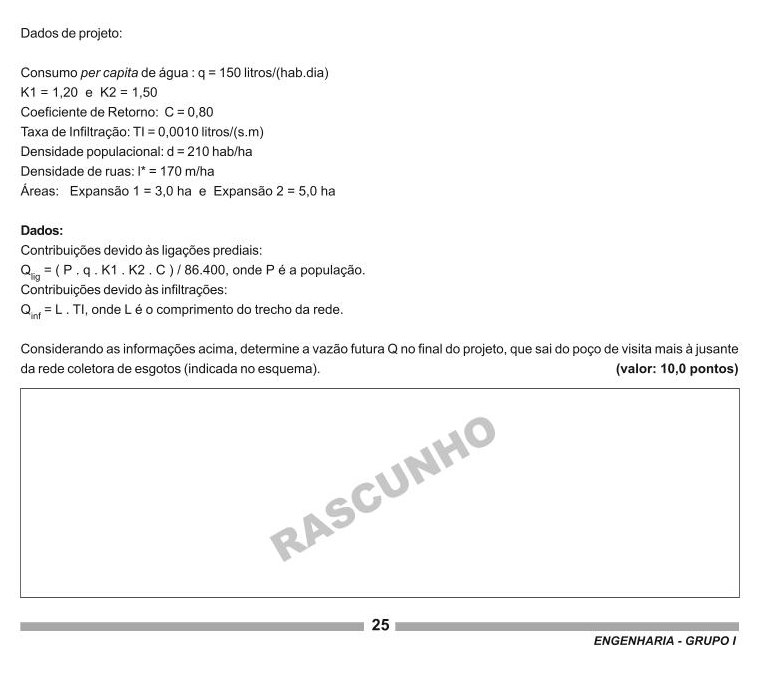 Dados de projeto:
Consumo per capita de água : q = 150 litros/(hab.dia)
K1 = 1,20 e K2 = 1,50
Coeficiente de Retorno: C = 0,80
Taxa de Infiltração: TI = 0,0010 litros/(s.m)
Densidade populacional: d = 210 hab/ha
Densidade de ruas: l* = 170 m/ha
Áreas: Expansão 1 = 3,0 ha e Expansão 2 = 5,0 ha
Dados:
Contribuições devido às ligações prediais:
Qlig = ( P . q . K1 . K2 . C ) / 86.400, onde P é a população.
Contribuições devido às infiltrações:
Qinf = L . TI, onde L é o comprimento do trecho da rede.
Considerando as informações acima, determine a vazão futura Q no final do projeto, que sai do poço de visita mais à jusante
da rede coletora de esgotos (indicada no esquema). (valor: 10,0 pontos)
RASCUNHO
25
ENGENHARIA - GRUPO I